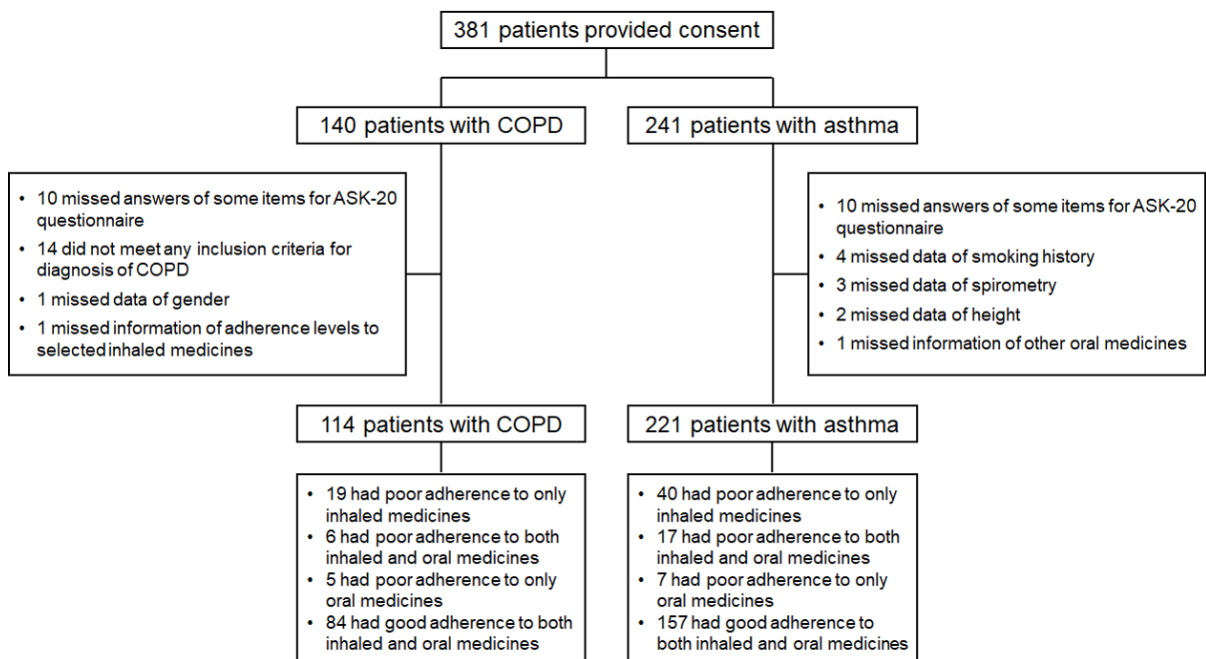 381 patients provided consent
140 patients with COPD
241 patients with asthma
• 10 missed answers of some items for ASK-20
questionnaire
• 14 did not meet any inclusion criteria for
diagnosis of COPD
• 1 missed data of gender
• 1 missed information of adherence levels to
selected inhaled medicines
• 10 missed answers of some items for ASK-20
questionnaire
• 4 missed data of smoking history
• 3 missed data of spirometry
• 2 missed data of height
• 1 missed information of other oral medicines
114 patients with COPD
221 patients with asthma
• 19 had poor adherence to only
inhaled medicines
• 6 had poor adherence to both
inhaled and oral medicines
• 5 had poor adherence to only
oral medicines
• 84 had good adherence to both
inhaled and oral medicines
• 40 had poor adherence to only
inhaled medicines
• 17 had poor adherence to both
inhaled and oral medicines
• 7 had poor adherence to only
oral medicines
• 157 had good adherence to
both inhaled and oral medicines